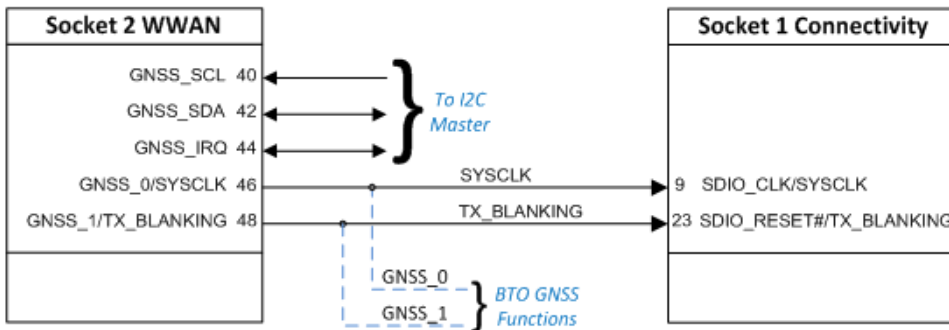 Socket 2 WWAN
Socket 1 Connectivity
GNSS_SCL 40
GNSS_SDA 42
GNSS_IRQ 44
To I2C
Master
GNSS_0/SYSCLK 46
SYSCLK
9 SDIO_CLK/SYSCLK
GNSS_1/TX_BLANKING 48
TX_BLANKING
23 SDIO_RESET#/TX_BLANKING
GNSS_0
GNSS_1
BTO GNSS
Functions